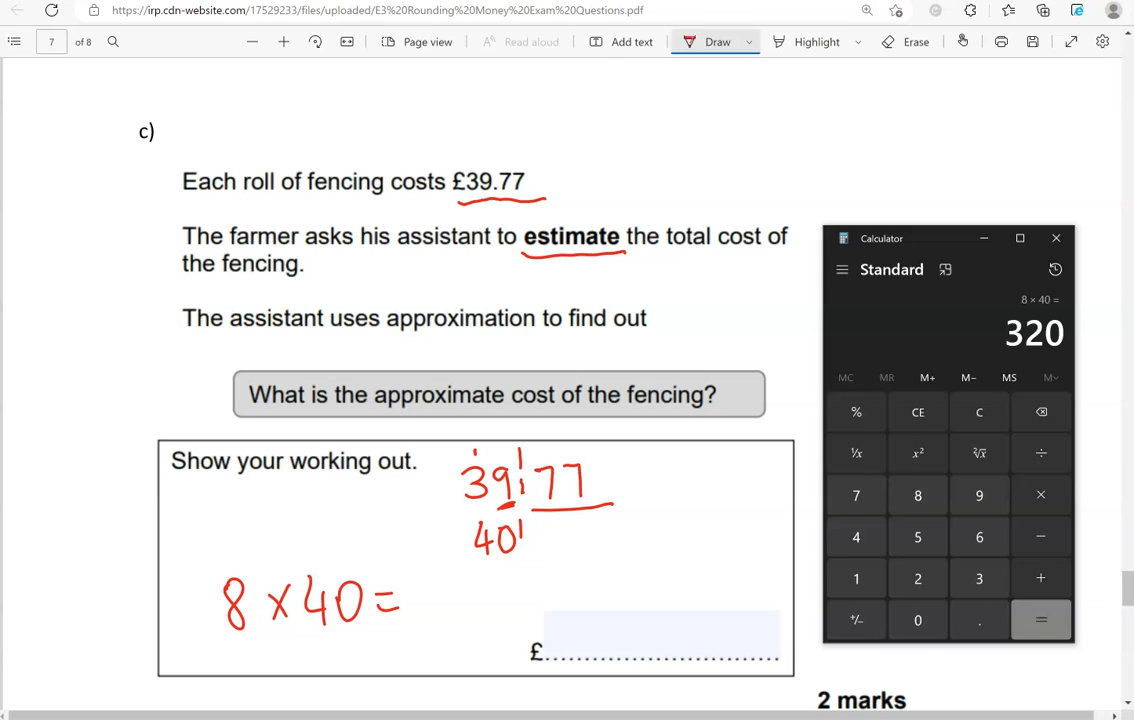 https://irp.cdn-website.com/17529233/files/uploaded/E3%20Rounding%20Money%20Exam%20Questions.pdf
7 of 8 Page view Read aloud Add text Draw Highlight Erase
c)
Each roll of fencing costs £39.77
The farmer asks his assistant to estimate the total cost of
the fencing.
The assistant uses approximation to find out
What is the approximate cost of the fencing?
Show your working out.
39.77
40
8 × 40 =
£..................................
2 marks
Calculator
Standard
8 × 40 =
320
MC MR M+ M− MS M˅
% CE C
¹/x x² ²√x ÷
7 8 9 ×
4 5 6 −
1 2 3 +
+/− 0 . =